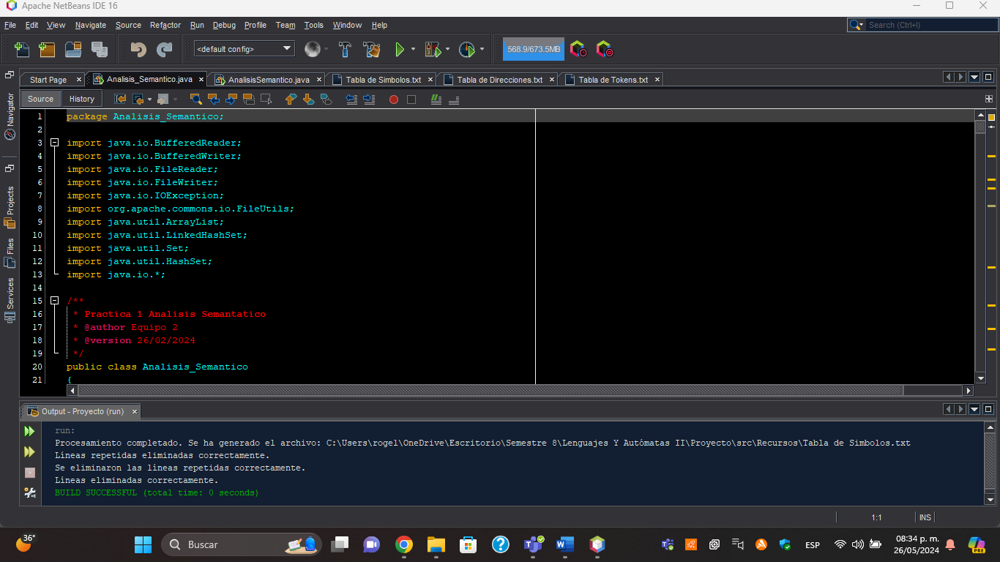 Apache NetBeans IDE 16
File Edit View Navigate Source Refactor Run Debug Profile Team Tools Window Help
Search (Ctrl+I)
<default config>
568.9/673.5MB
Start Page Analisis_Semantico.java AnalisisSemantico.java Tabla de Simbolos.txt Tabla de Direcciones.txt Tabla de Tokens.txt
Source History
Navigator
Projects
Files
Services
1 package Analisis_Semantico;
2
3 import java.io.BufferedReader;
4 import java.io.BufferedWriter;
5 import java.io.FileReader;
6 import java.io.FileWriter;
7 import java.io.IOException;
8 import org.apache.commons.io.FileUtils;
9 import java.util.ArrayList;
10 import java.util.LinkedHashSet;
11 import java.util.Set;
12 import java.util.HashSet;
13 import java.io.*;
14
15 /**
16 * Practica 1 Analisis Semantatico
17 * @author Equipo 2
18 * @version 26/02/2024
19 */
20 public class Analisis_Semantico
21 {
Output - Proyecto (run)
run:
Procesamiento completado. Se ha generado el archivo: C:\Users\rogel\OneDrive\Escritorio\Semestre 8\Lenguajes Y Autómatas II\Proyecto\src\Recursos\Tabla de Simbolos.txt
Líneas repetidas eliminadas correctamente.
Se eliminaron las líneas repetidas correctamente.
Líneas eliminadas correctamente.
BUILD SUCCESSFUL (total time: 0 seconds)
1:1 INS
36°
Buscar
ESP
08:34 p. m.
26/05/2024
PRE